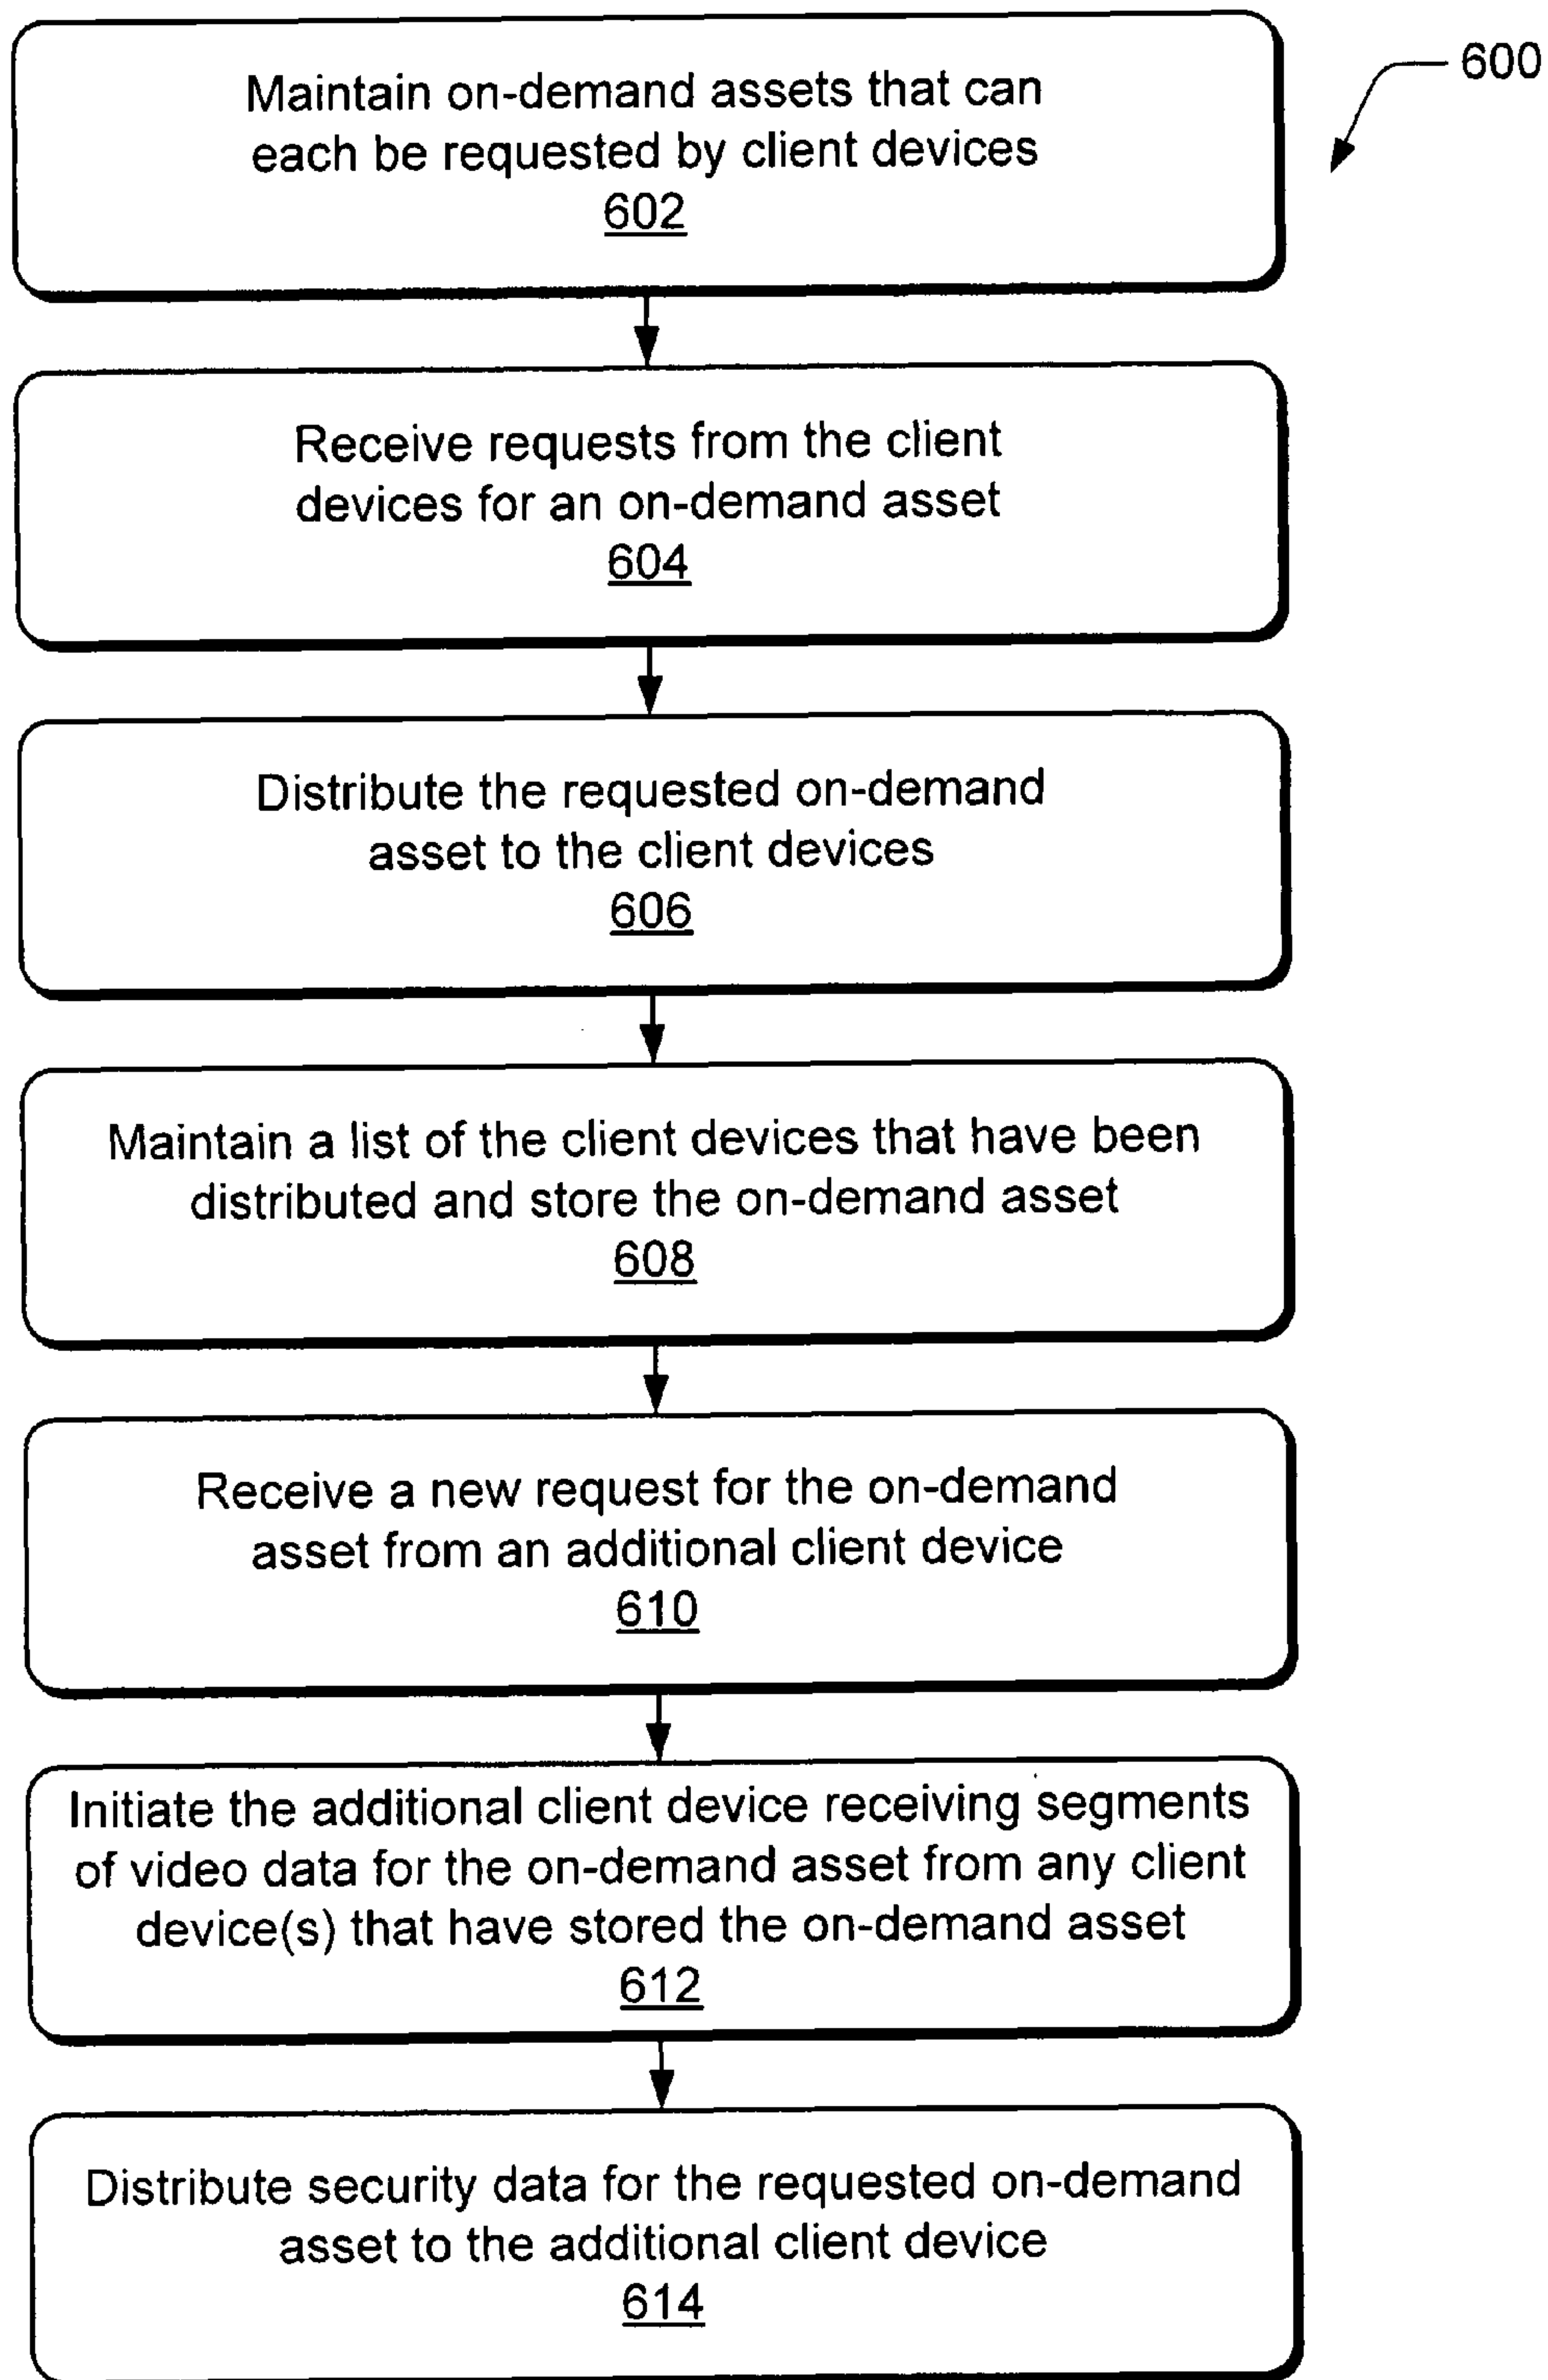 600
Maintain on-demand assets that can
each be requested by client devices
602
Receive requests from the client
devices for an on-demand asset
604
Distribute the requested on-demand
asset to the client devices
606
Maintain a list of the client devices that have been
distributed and store the on-demand asset
608
Receive a new request for the on-demand
asset from an additional client device
610
Initiate the additional client device receiving segments
of video data for the on-demand asset from any client
device(s) that have stored the on-demand asset
612
Distribute security data for the requested on-demand
asset to the additional client device
614